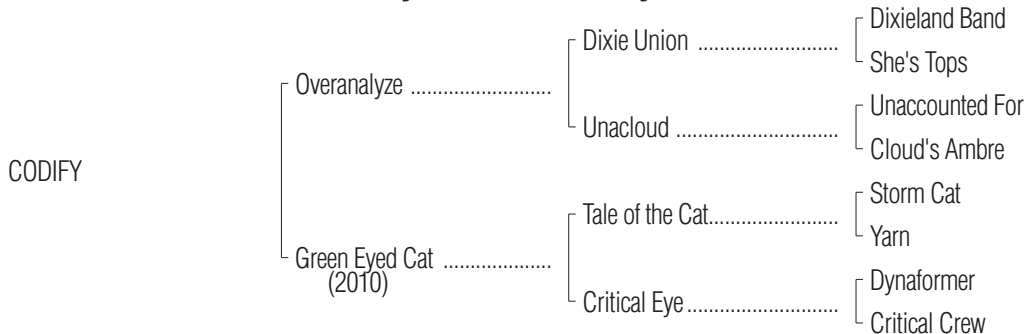 Dixieland Band
Dixie Union ...........................
She's Tops
Overanalyze ...........................
Unaccounted For
Unacloud ...............................
Cloud's Ambre
CODIFY
Storm Cat
Tale of the Cat.........................
Yarn
Green Eyed Cat .....................
(2010)
Dynaformer
Critical Eye.............................
Critical Crew